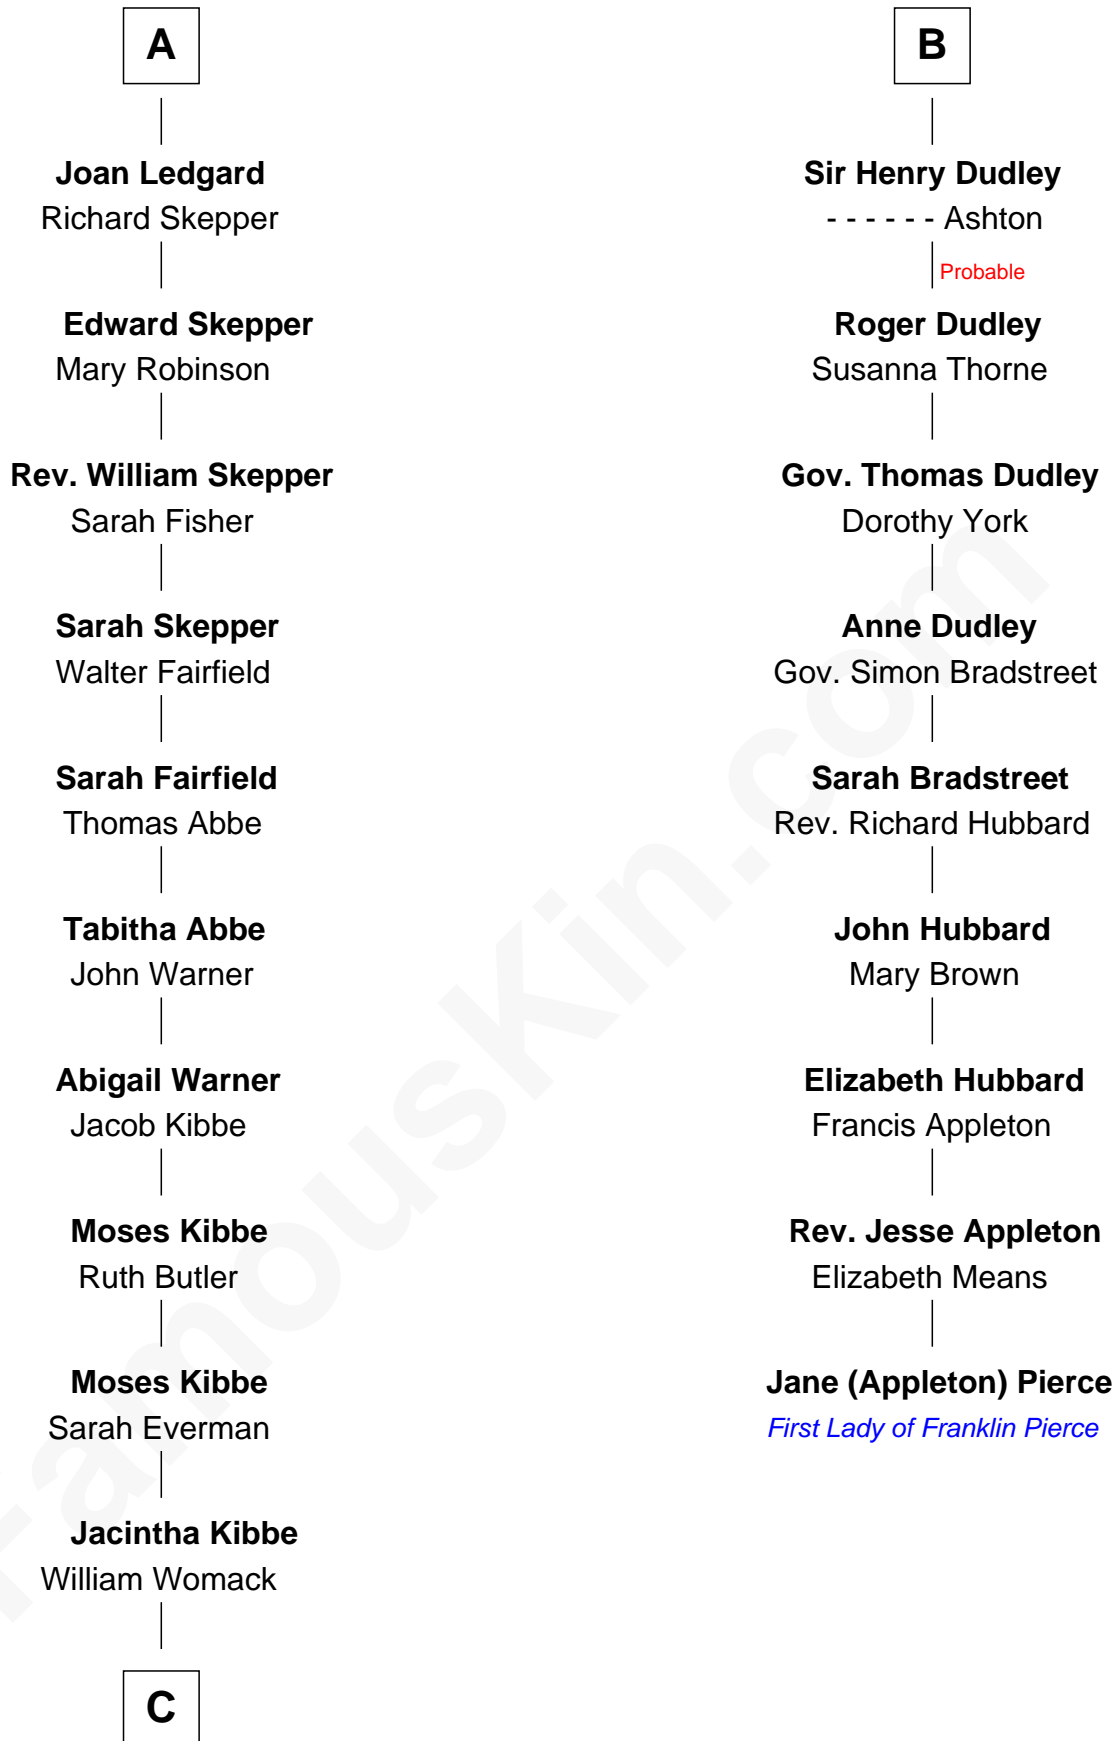 A
Joan Ledgard
Richard Skepper
Edward Skepper
Mary Robinson
Rev. William Skepper
Sarah Fisher
Sarah Skepper
Walter Fairfield
Sarah Fairfield
Thomas Abbe
Tabitha Abbe
John Warner
Abigail Warner
Jacob Kibbe
Moses Kibbe
Ruth Butler
Moses Kibbe
Sarah Everman
Jacintha Kibbe
William Womack
C
B
Sir Henry Dudley
- - - - - - Ashton
Probable
Roger Dudley
Susanna Thorne
Gov. Thomas Dudley
Dorothy York
Anne Dudley
Gov. Simon Bradstreet
Sarah Bradstreet
Rev. Richard Hubbard
John Hubbard
Mary Brown
Elizabeth Hubbard
Francis Appleton
Rev. Jesse Appleton
Elizabeth Means
Jane (Appleton) Pierce
First Lady of Franklin Pierce
FamousKin.com